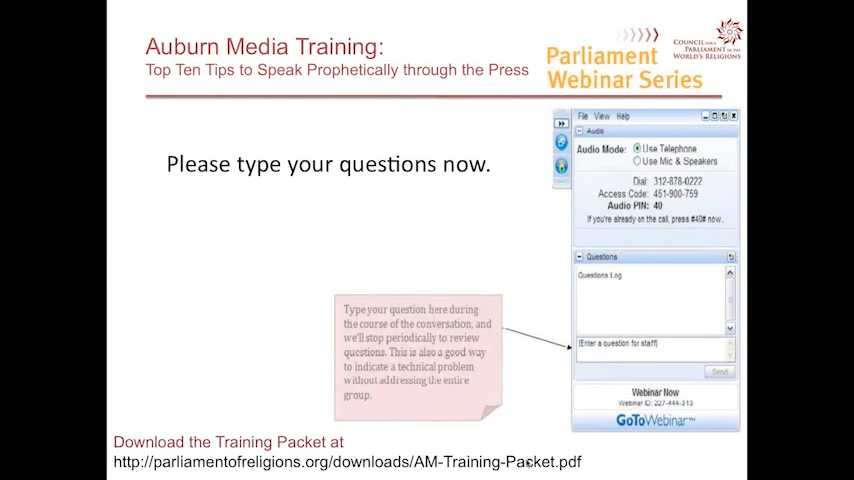 Auburn Media Training:
Top Ten Tips to Speak Prophetically through the Press
Parliament
Webinar Series
COUNCIL FOR A
PARLIAMENT OF THE
WORLD'S RELIGIONS
Please type your questions now.
File View Help
Audio
Audio Mode: Use Telephone
Use Mic & Speakers
Dial: 312-878-0222
Access Code: 451-900-759
Audio PIN: 40
If you're already on the call, press #40# now.
Questions
Questions Log
[Enter a question for staff]
Send
Webinar Now
Webinar ID: 227-444-313
GoToWebinar™
Type your question here during
the course of the conversation, and
we'll stop periodically to review
questions. This is also a good way
to indicate a technical problem
without addressing the entire
group.
Download the Training Packet at
http://parliamentofreligions.org/downloads/AM-Training-Packet.pdf